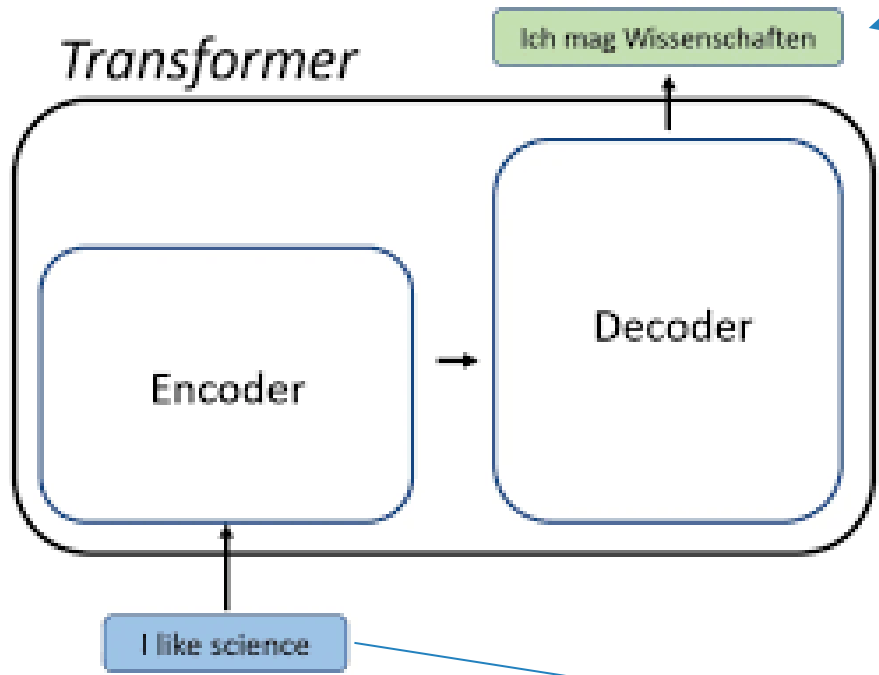 Ich mag Wissenschaften
Transformer
Decoder
Encoder
I like science